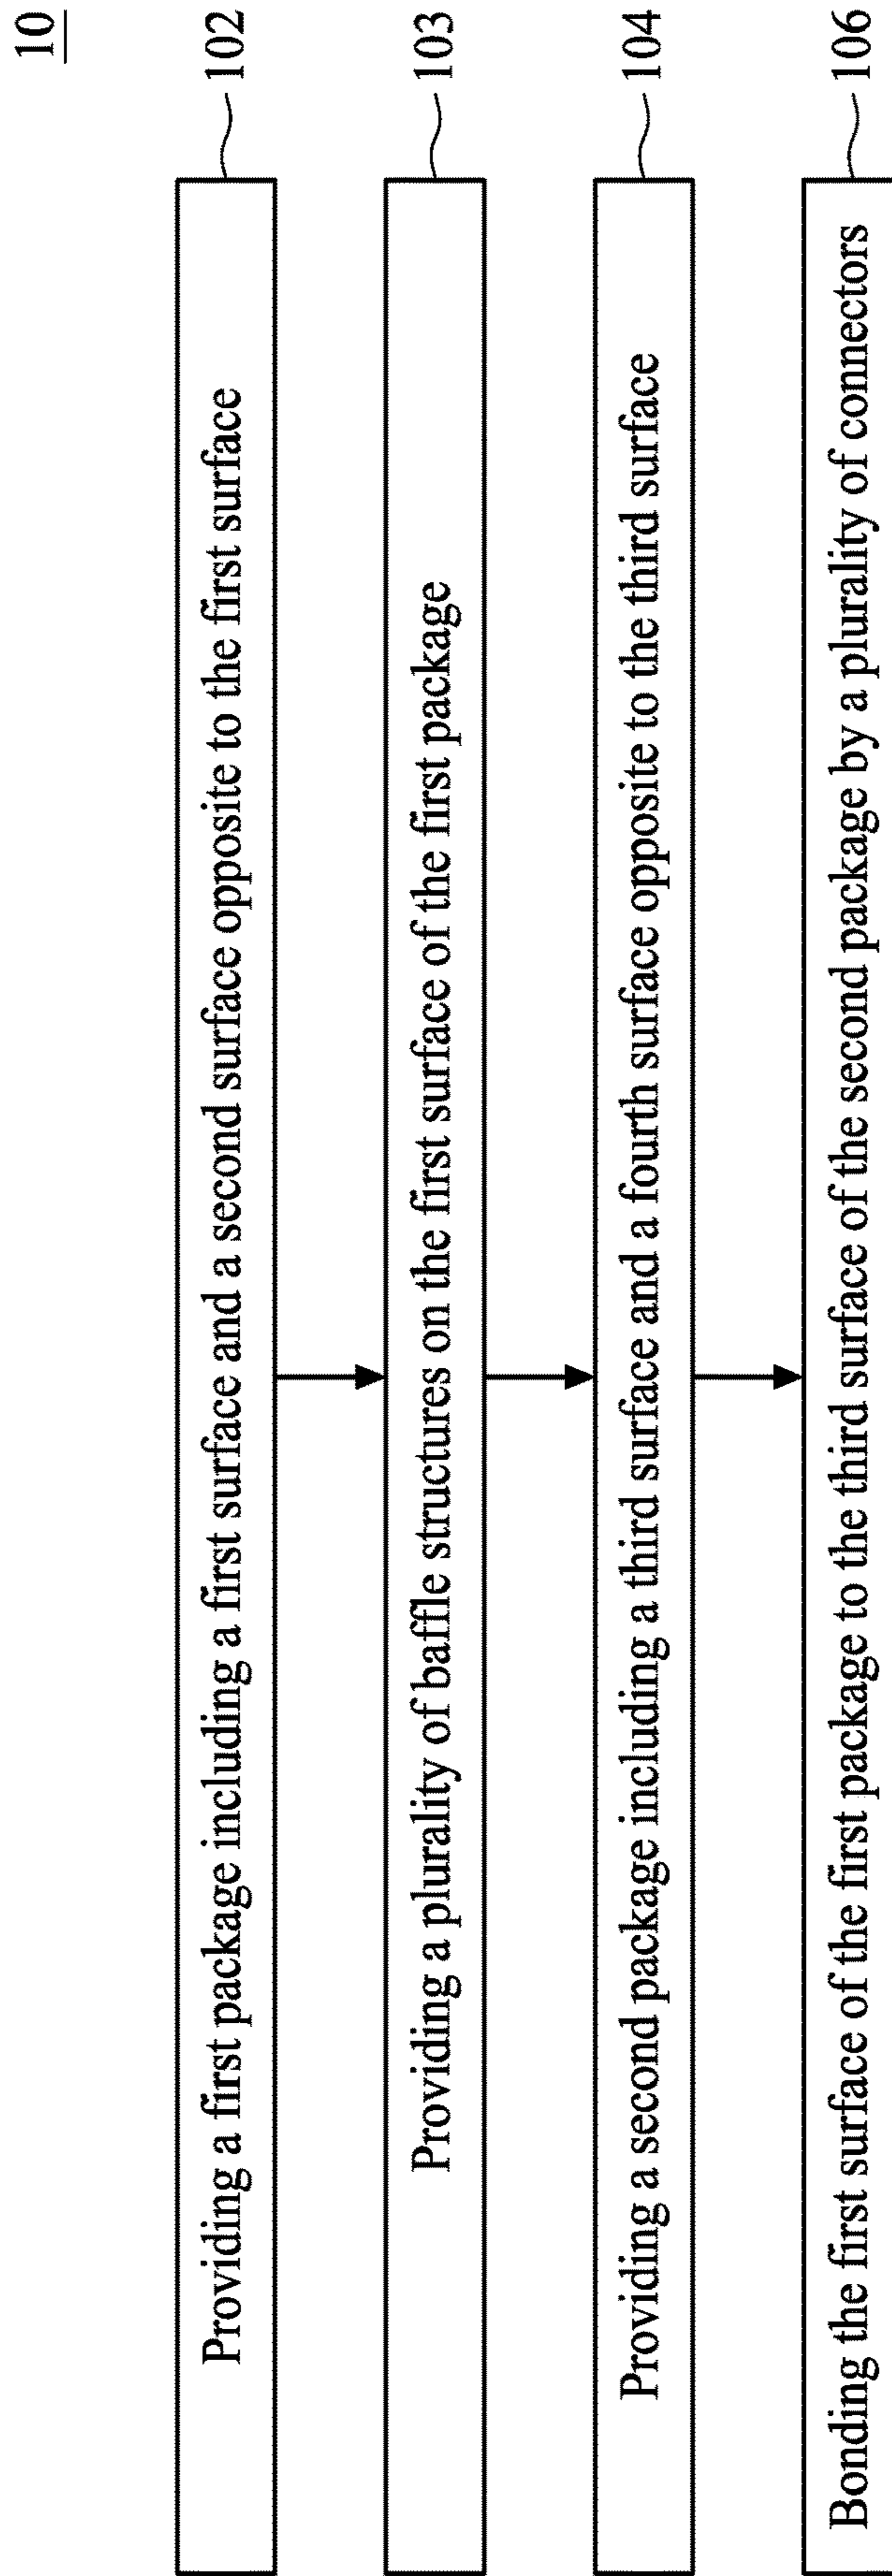 10
Providing a first package including a first surface and a second surface opposite to the first surface
102
Providing a plurality of baffle structures on the first surface of the first package
103
Providing a second package including a third surface and a fourth surface opposite to the third surface
104
Bonding the first surface of the first package to the third surface of the second package by a plurality of connectors
106